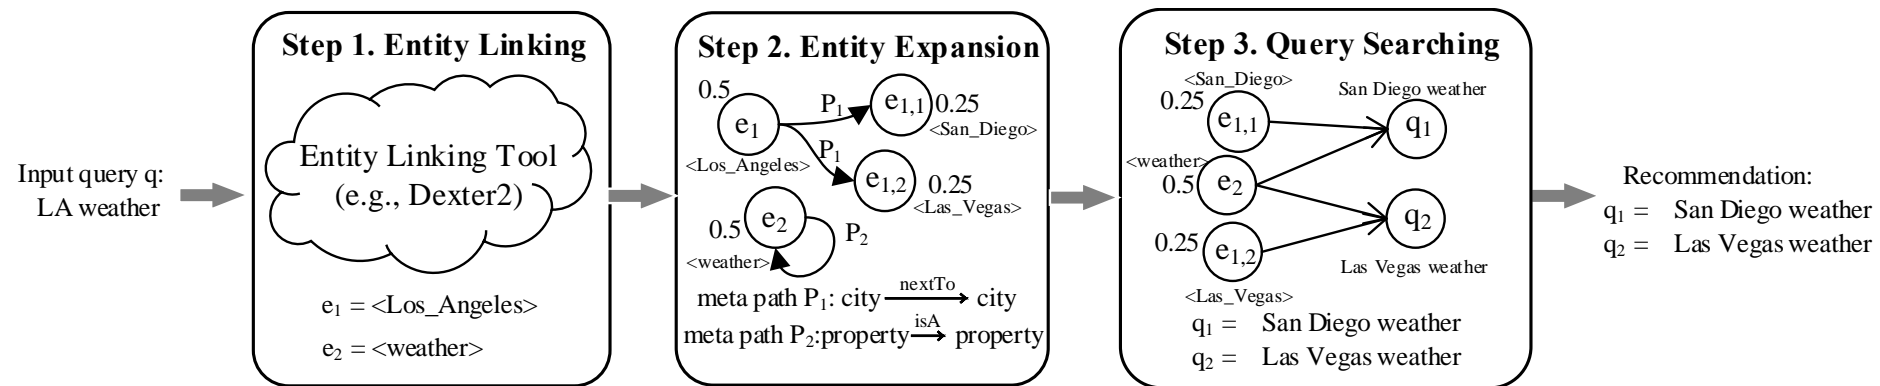 Input query q:
LA weather
Step 1. Entity Linking
Entity Linking Tool
(e.g., Dexter2)
e1 = <Los_Angeles>
e2 = <weather>
Step 2. Entity Expansion
0.5
e1
<Los_Angeles>
P1
e1,1
0.25
<San_Diego>
P1
e1,2
0.25
<Las_Vegas>
0.5
e2
<weather>
P2
meta path P1: city nextTo city
meta path P2:property isA property
Step 3. Query Searching
<San_Diego>
0.25
e1,1
<weather>
0.5
e2
0.25
e1,2
<Las_Vegas>
San Diego weather
q1
q2
Las Vegas weather
q1 = San Diego weather
q2 = Las Vegas weather
Recommendation:
q1 = San Diego weather
q2 = Las Vegas weather